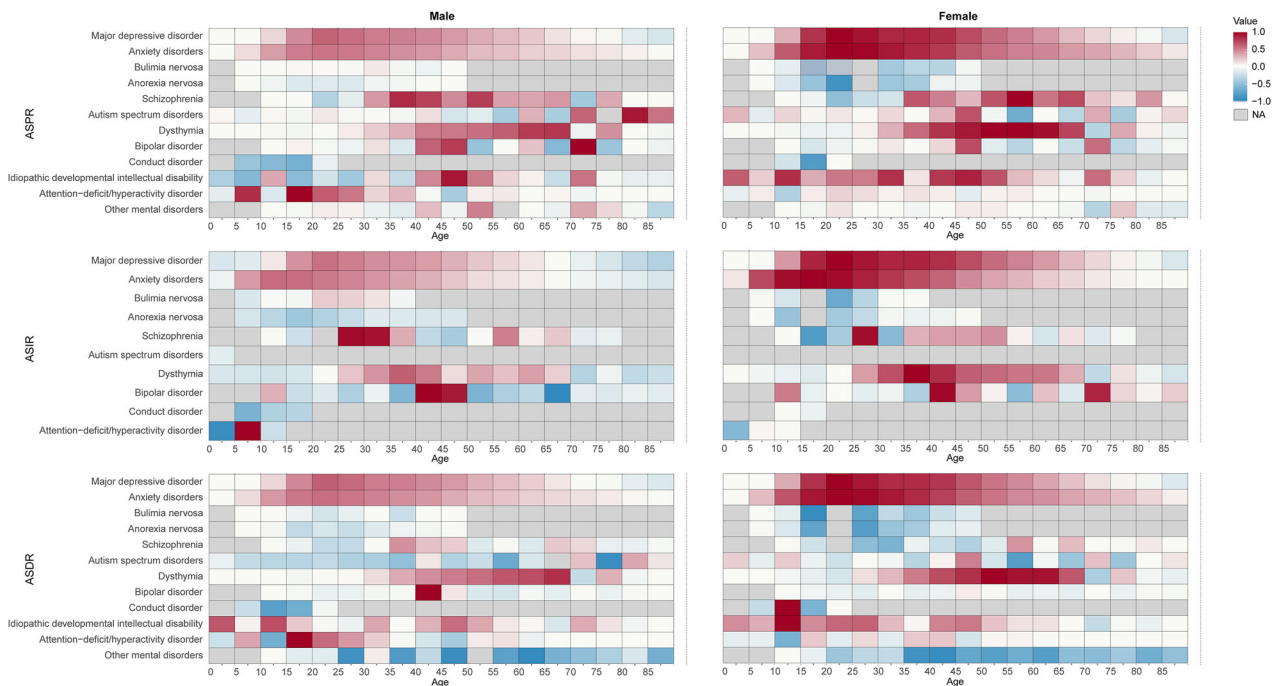 Male
Female
Value
1.0
0.5
0.0
−0.5
−1.0
NA
ASPR
Major depressive disorder
Anxiety disorders
Bulimia nervosa
Anorexia nervosa
Schizophrenia
Autism spectrum disorders
Dysthymia
Bipolar disorder
Conduct disorder
Idiopathic developmental intellectual disability
Attention−deficit/hyperactivity disorder
Other mental disorders
0 5 10 15 20 25 30 35 40 45 50 55 60 65 70 75 80 85
Age
0 5 10 15 20 25 30 35 40 45 50 55 60 65 70 75 80 85
Age
ASIR
Major depressive disorder
Anxiety disorders
Bulimia nervosa
Anorexia nervosa
Schizophrenia
Autism spectrum disorders
Dysthymia
Bipolar disorder
Conduct disorder
Attention−deficit/hyperactivity disorder
0 5 10 15 20 25 30 35 40 45 50 55 60 65 70 75 80 85
Age
0 5 10 15 20 25 30 35 40 45 50 55 60 65 70 75 80 85
Age
ASDR
Major depressive disorder
Anxiety disorders
Bulimia nervosa
Anorexia nervosa
Schizophrenia
Autism spectrum disorders
Dysthymia
Bipolar disorder
Conduct disorder
Idiopathic developmental intellectual disability
Attention−deficit/hyperactivity disorder
Other mental disorders
0 5 10 15 20 25 30 35 40 45 50 55 60 65 70 75 80 85
Age
0 5 10 15 20 25 30 35 40 45 50 55 60 65 70 75 80 85
Age